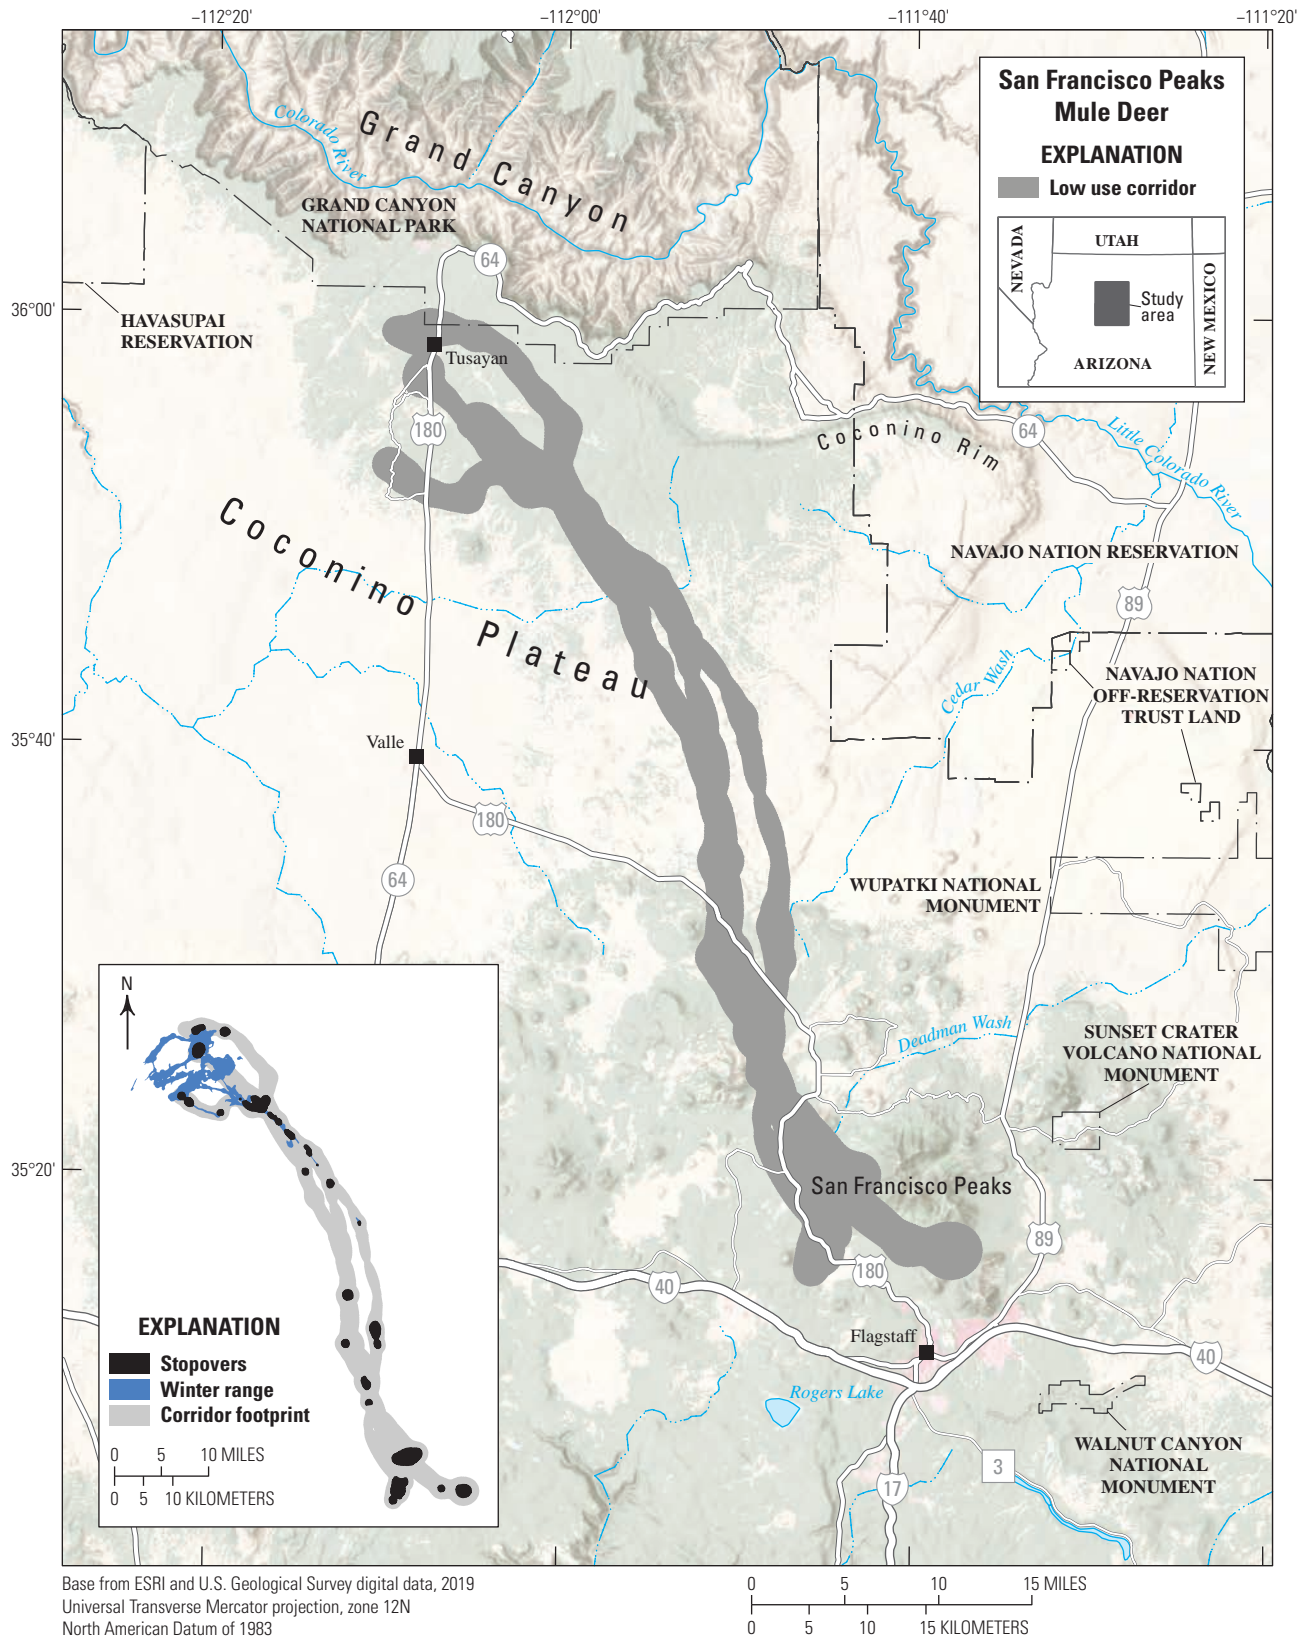 −112°20'
−112°00'
−111°40'
−111°20'
San Francisco Peaks
Mule Deer
EXPLANATION
Low use corridor
NEVADA
UTAH
Study
area
NEW MEXICO
ARIZONA
Colorado River
Grand Canyon
GRAND CANYON
NATIONAL PARK
64
36°00'
HAVASUPAI
RESERVATION
Tusayan
180
Coconino Rim
64
Little Colorado River
Coconino Plateau
NAVAJO NATION RESERVATION
89
Cedar Wash
NAVAJO NATION
OFF-RESERVATION
TRUST LAND
35°40'
Valle
180
64
WUPATKI NATIONAL
MONUMENT
Deadman Wash
SUNSET CRATER
VOLCANO NATIONAL
MONUMENT
35°20'
San Francisco Peaks
89
180
40
Flagstaff
40
Rogers Lake
WALNUT CANYON
NATIONAL
MONUMENT
3
17
N
EXPLANATION
Stopovers
Winter range
Corridor footprint
0 5 10 MILES
0 5 10 KILOMETERS
Base from ESRI and U.S. Geological Survey digital data, 2019
Universal Transverse Mercator projection, zone 12N
North American Datum of 1983
0 5 10 15 MILES
0 5 10 15 KILOMETERS